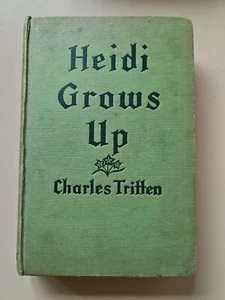 Heidi
Grows
Up
Charles Tritten